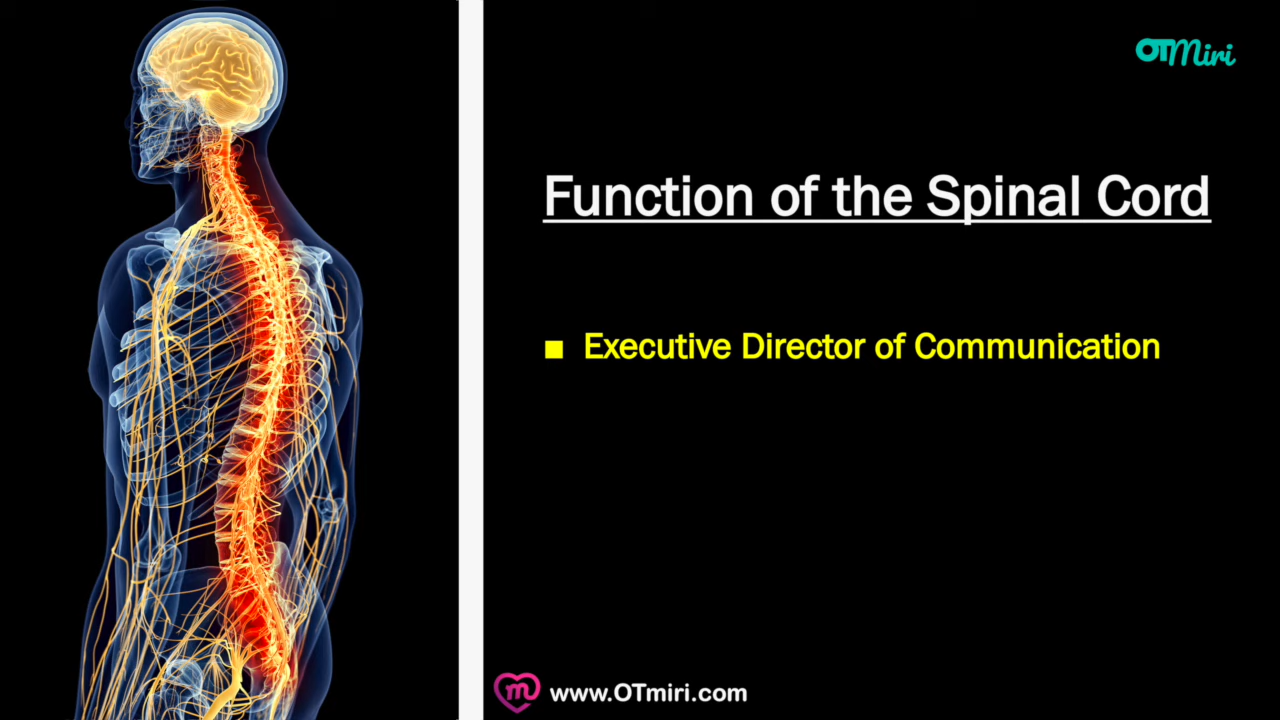 OTMiri
Function of the Spinal Cord
■ Executive Director of Communication
m www.OTmiri.com